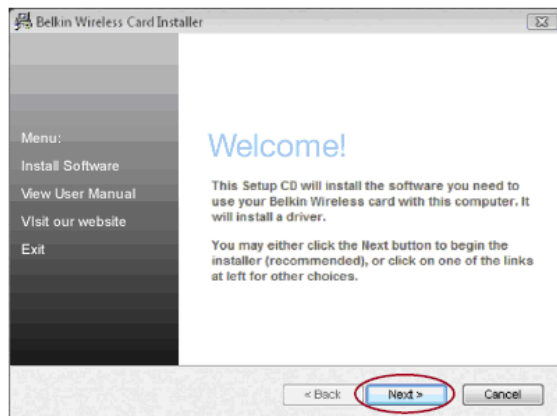 Belkin Wireless Card Installer
Menu:
Install Software
View User Manual
VIsit our website
Exit
Welcome!
This Setup CD will install the software you need to
use your Belkin Wireless card with this computer. It
will install a driver.
You may either click the Next button to begin the
installer (recommended), or click on one of the links
at left for other choices.
< Back
Next >
Cancel